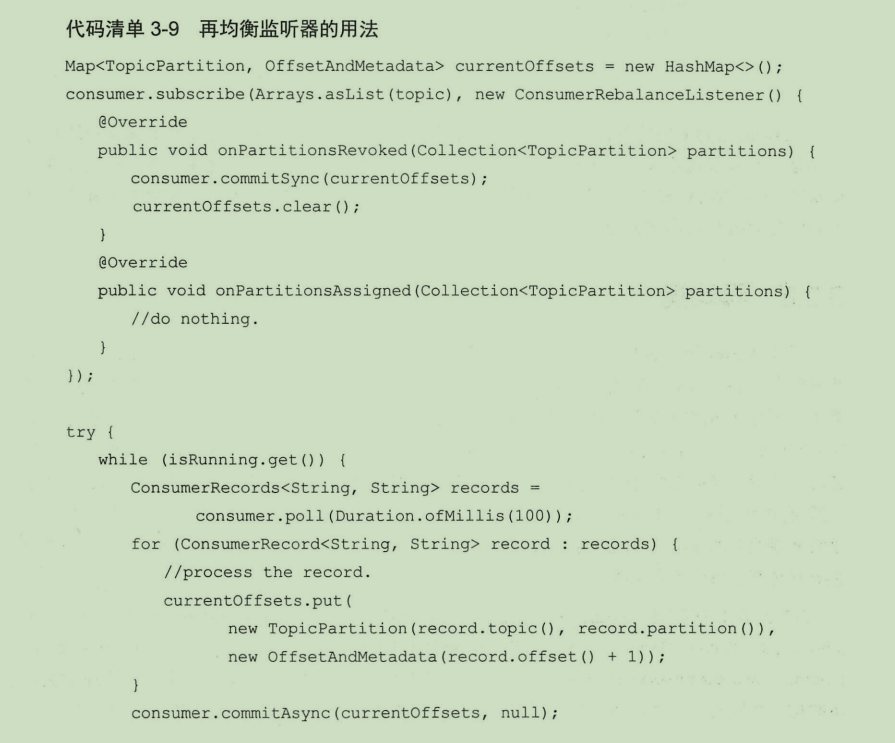 代码清单 3-9 再均衡监听器的用法
Map<TopicPartition, OffsetAndMetadata> currentOffsets = new HashMap<>();
consumer.subscribe(Arrays.asList(topic), new ConsumerRebalanceListener() {
    @Override
    public void onPartitionsRevoked(Collection<TopicPartition> partitions) {
        consumer.commitSync(currentOffsets);
        currentOffsets.clear();
    }
    @Override
    public void onPartitionsAssigned(Collection<TopicPartition> partitions) {
        //do nothing.
    }
});
try {
    while (isRunning.get()) {
        ConsumerRecords<String, String> records =
                consumer.poll(Duration.ofMillis(100));
        for (ConsumerRecord<String, String> record : records) {
            //process the record.
            currentOffsets.put(
                    new TopicPartition(record.topic(), record.partition()),
                    new OffsetAndMetadata(record.offset() + 1));
        }
        consumer.commitAsync(currentOffsets, null);